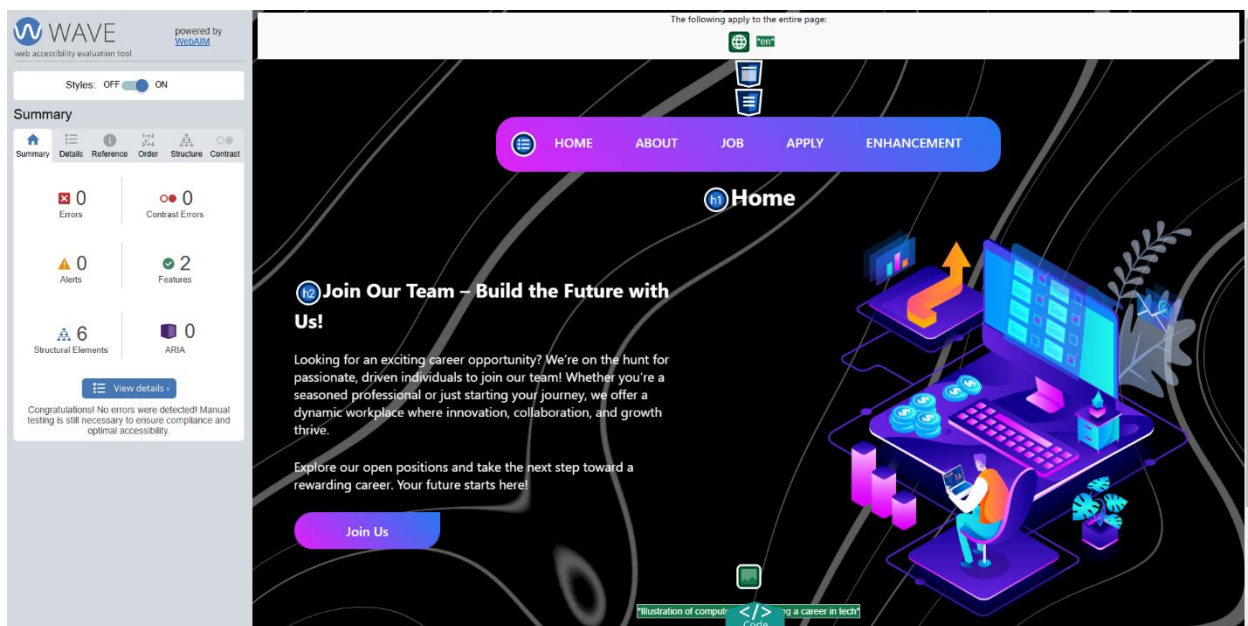 WAVE
web accessibility evaluation tool
powered by
WebAIM
Styles: OFF ON
Summary
Summary Details Reference Order Structure Contrast
0
Errors
0
Contrast Errors
0
Alerts
2
Features
6
Structural Elements
0
ARIA
View details ›
Congratulations! No errors were detected! Manual
testing is still necessary to ensure compliance and
optimal accessibility.
The following apply to the entire page:
*en*
HOME ABOUT JOB APPLY ENHANCEMENT
h1 Home
h2 Join Our Team – Build the Future with
Us!
Looking for an exciting career opportunity? We're on the hunt for
passionate, driven individuals to join our team! Whether you're a
seasoned professional or just starting your journey, we offer a
dynamic workplace where innovation, collaboration, and growth
thrive.
Explore our open positions and take the next step toward a
rewarding career. Your future starts here!
Join Us
*Illustration of compute g a career in tech*
</>
Code